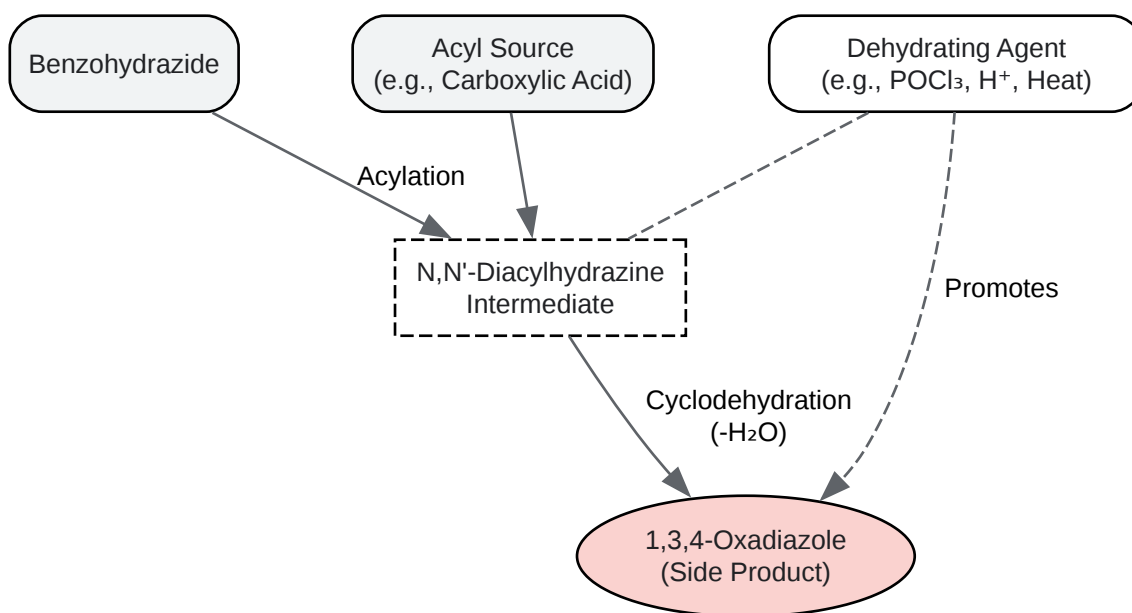 Benzohydrazide
Acyl Source
(e.g., Carboxylic Acid)
Dehydrating Agent
(e.g., POCl₃, H⁺, Heat)
Acylation
N,N'-Diacylhydrazine
Intermediate
Promotes
Cyclodehydration
(-H₂O)
1,3,4-Oxadiazole
(Side Product)